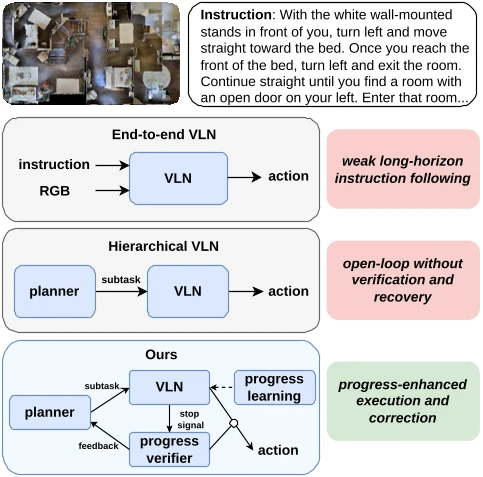 Instruction: With the white wall-mounted
stands in front of you, turn left and move
straight toward the bed. Once you reach the
front of the bed, turn left and exit the room.
Continue straight until you find a room with
an open door on your left. Enter that room...
End-to-end VLN
instruction
RGB
VLN
action
weak long-horizon
instruction following
Hierarchical VLN
planner
subtask
VLN
action
open-loop without
verification and
recovery
Ours
planner
subtask
VLN
progress
learning
stop
signal
feedback
progress
verifier
action
progress-enhanced
execution and
correction